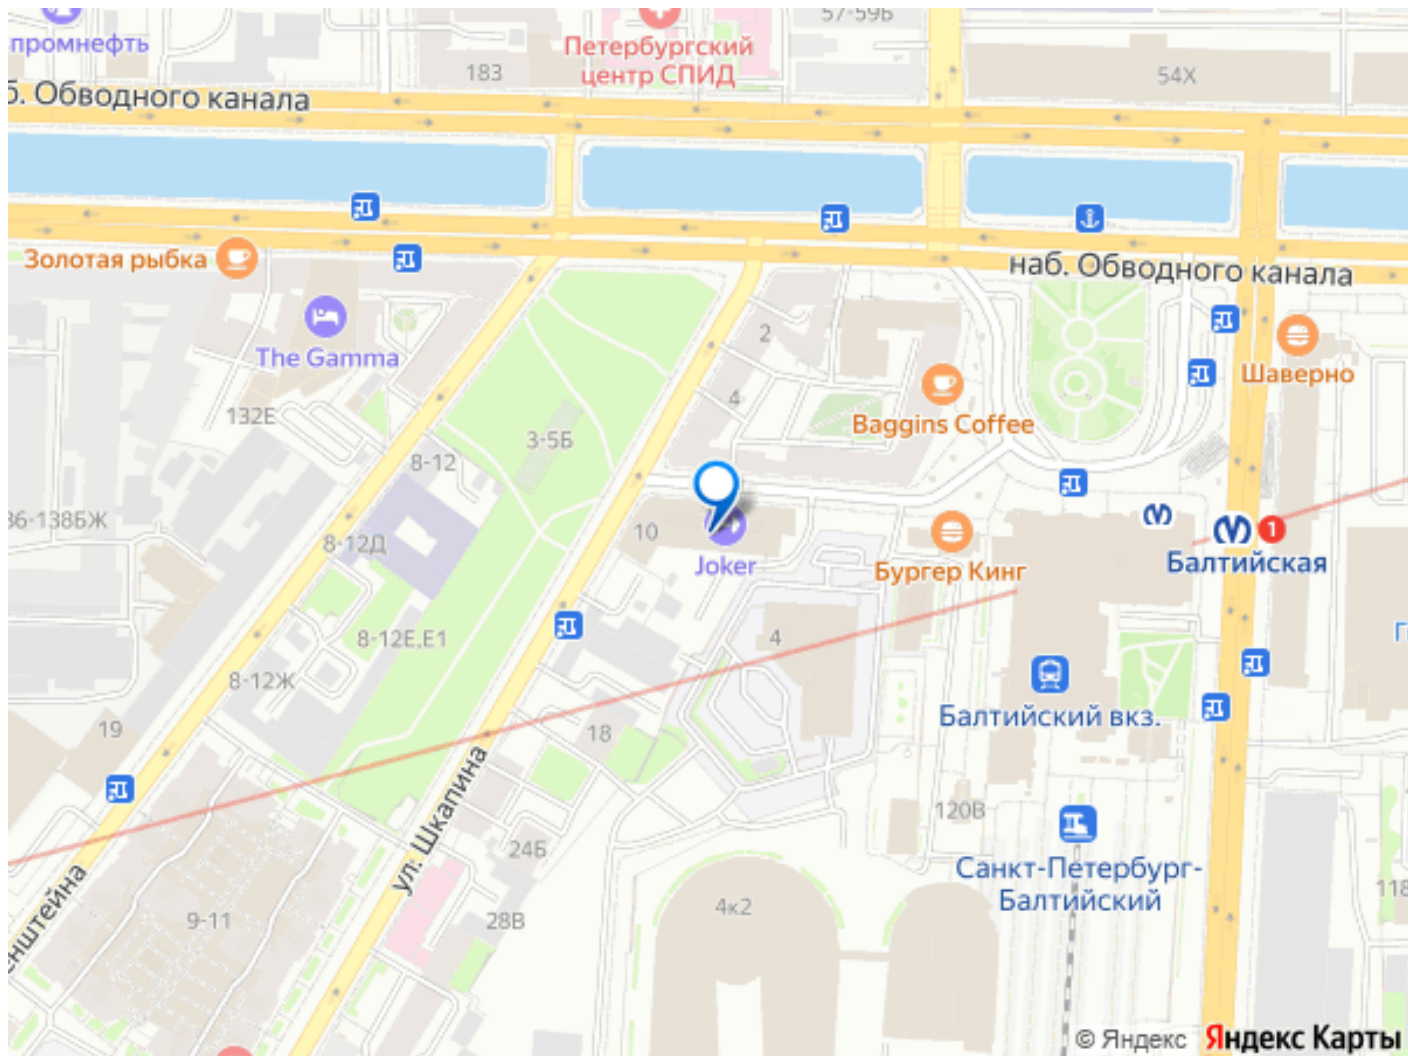 промнефть
Петербургский
центр СПИД
57-59Б
183
54Х
б. Обводного канала
Золотая рыбка
наб. Обводного канала
The Gamma
2
Шаверно
132Е
4
Baggins Coffee
8-12
3-5Б
36-138БЖ
8-12Д
10
Joker
Бургер Кинг
1
Балтийская
8-12Е,Е1
4
8-12Ж
19
18
Балтийский вкз.
ул. Шкапина
120В
24Б
Санкт-Петербург-
Балтийский
118
енштейна
9-11
28В
4к2
© Яндекс Яндекс Карты